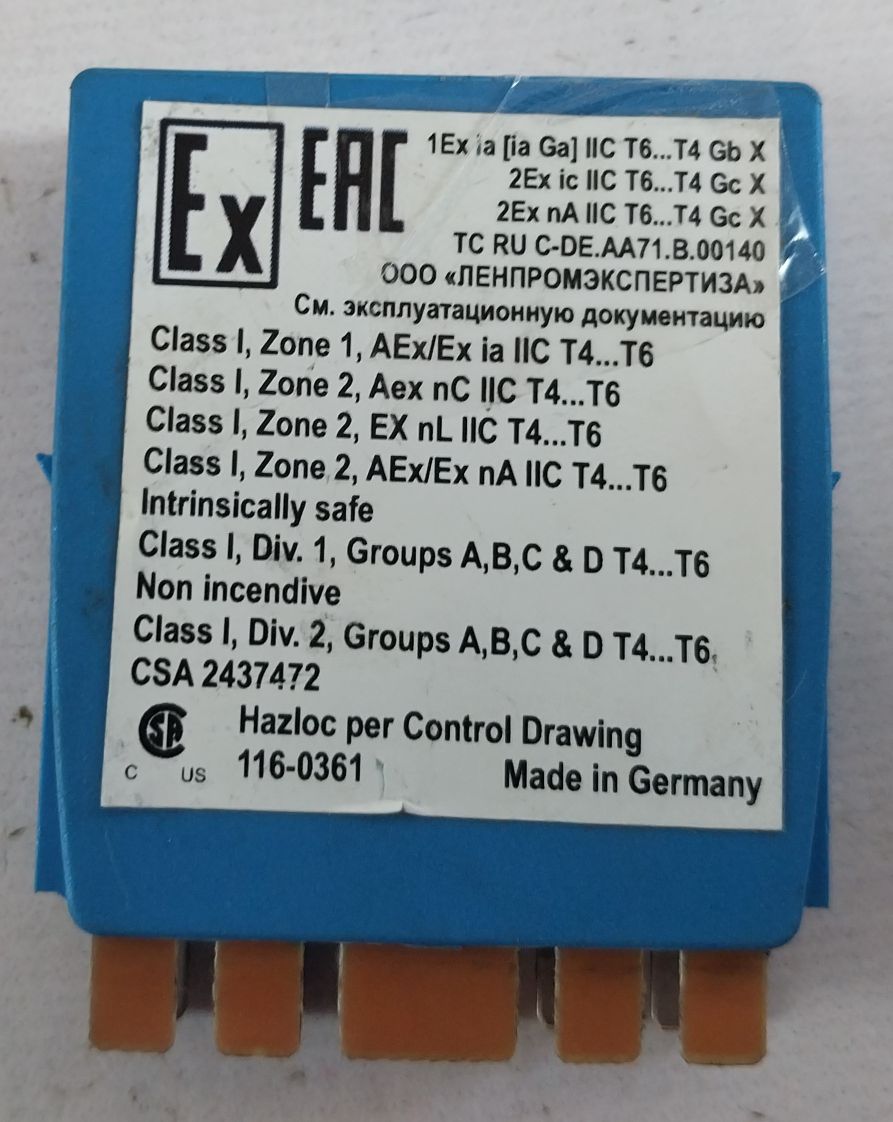 Ex EAC 1Ex ia [ia Ga] IIC T6...T4 Gb X
2Ex ic IIC T6...T4 Gc X
2Ex nA IIC T6...T4 Gc X
TC RU C-DE.AA71.B.00140
ООО «ЛЕНПРОМЭКСПЕРТИЗА»
См. эксплуатационную документацию
Class I, Zone 1, AEx/Ex ia IIC T4...T6
Class I, Zone 2, Aex nC IIC T4...T6
Class I, Zone 2, EX nL IIC T4...T6
Class I, Zone 2, AEx/Ex nA IIC T4...T6
Intrinsically safe
Class I, Div. 1, Groups A,B,C & D T4...T6
Non incendive
Class I, Div. 2, Groups A,B,C & D T4...T6
CSA 2437472
SA Hazloc per Control Drawing
C US 116-0361 Made in Germany